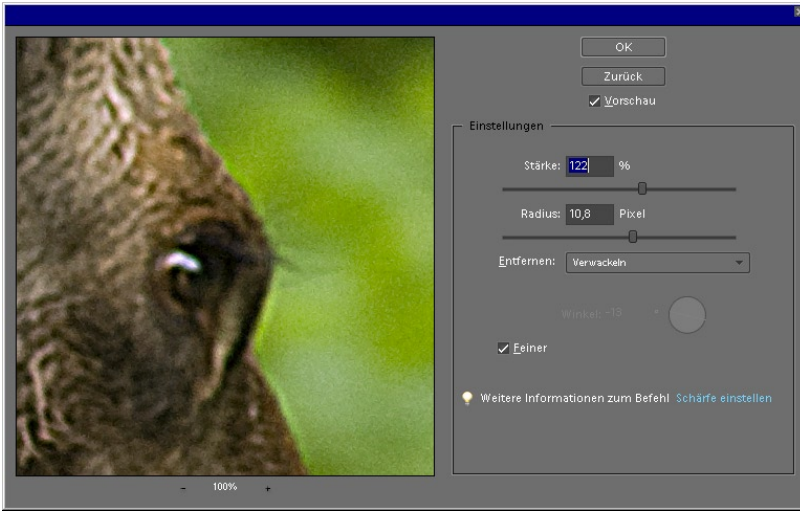 OK
Zurück
Vorschau
Einstellungen
Stärke: 122 %
Radius: 10,8 Pixel
Entfernen: Verwackeln
Winkel: -13 °
Feiner
Weitere Informationen zum Befehl Schärfe einstellen
- 100% +